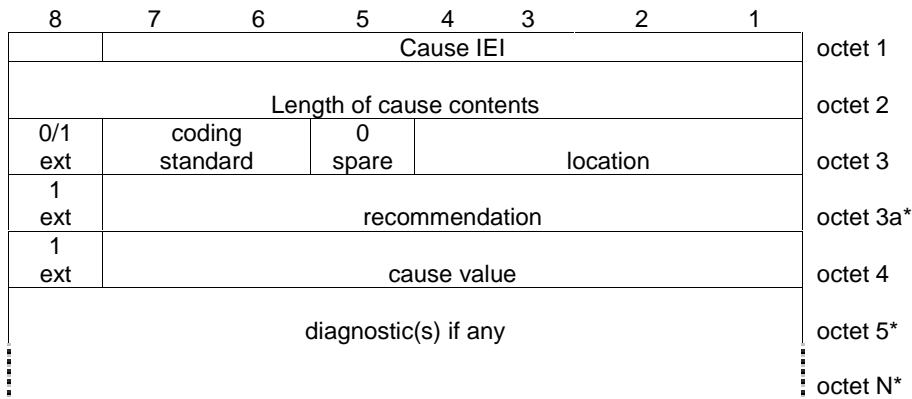 8 7 6 5 4 3 2 1
Cause IEI octet 1
Length of cause contents octet 2
0/1 coding 0
ext standard spare location octet 3
1
ext recommendation octet 3a*
1
ext cause value octet 4
diagnostic(s) if any octet 5*
octet N*